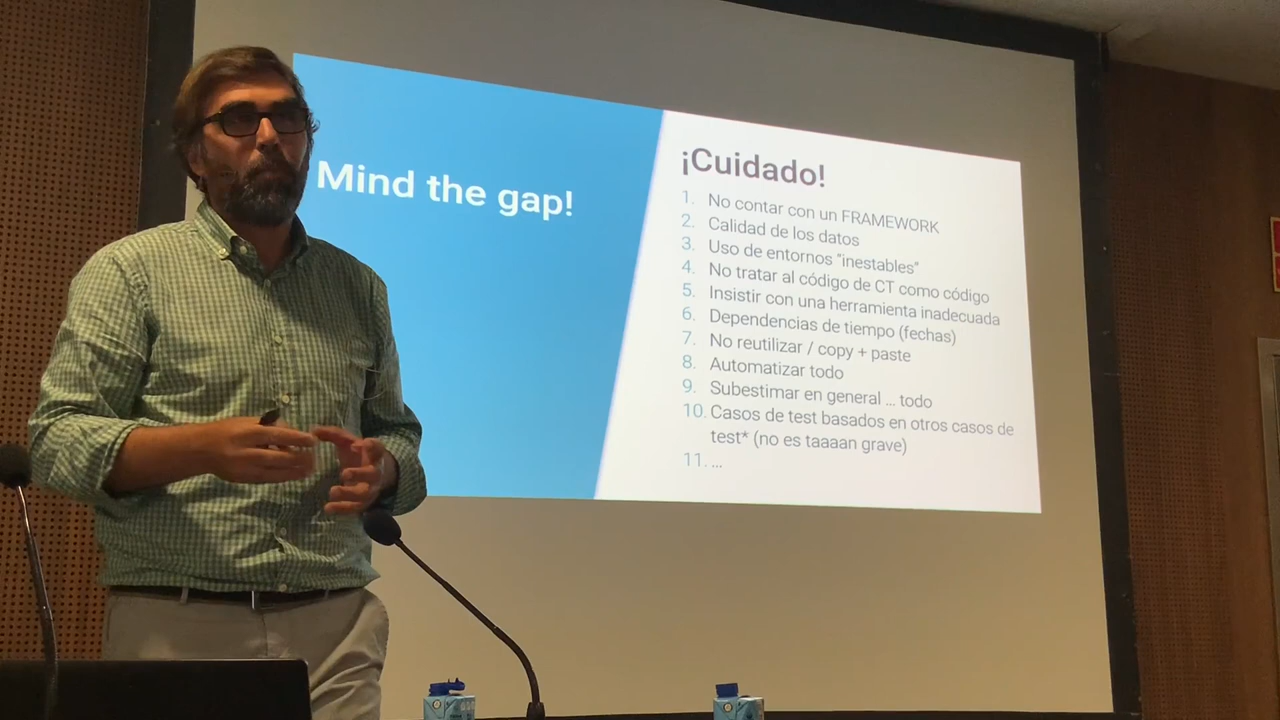 Mind the gap!
¡Cuidado!
1. No contar con un FRAMEWORK
2. Calidad de los datos
3. Uso de entornos "inestables"
4. No tratar al código de CT como código
5. Insistir con una herramienta inadecuada
6. Dependencias de tiempo (fechas)
7. No reutilizar / copy + paste
8. Automatizar todo
9. Subestimar en general ... todo
10. Casos de test basados en otros casos de
test* (no es taaaan grave)
11. ...